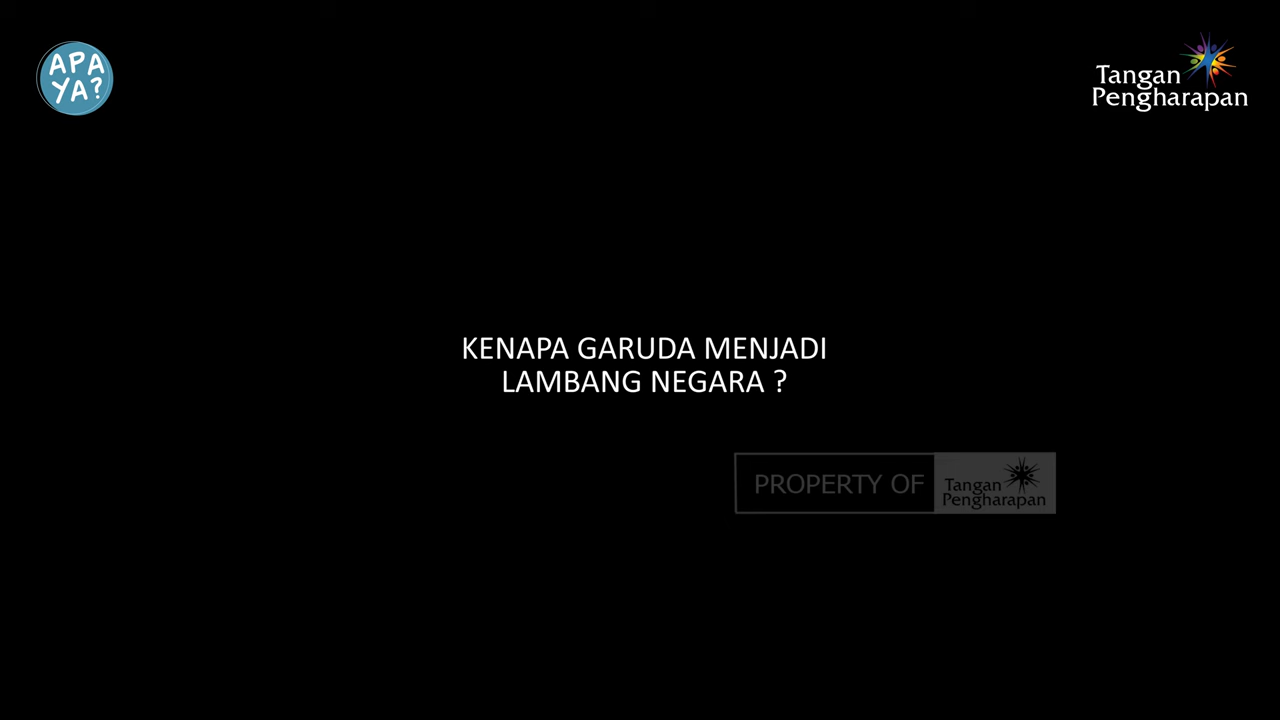 APA
YA?
Tangan
Pengharapan
KENAPA GARUDA MENJADI
LAMBANG NEGARA ?
PROPERTY OF
Tangan
Pengharapan